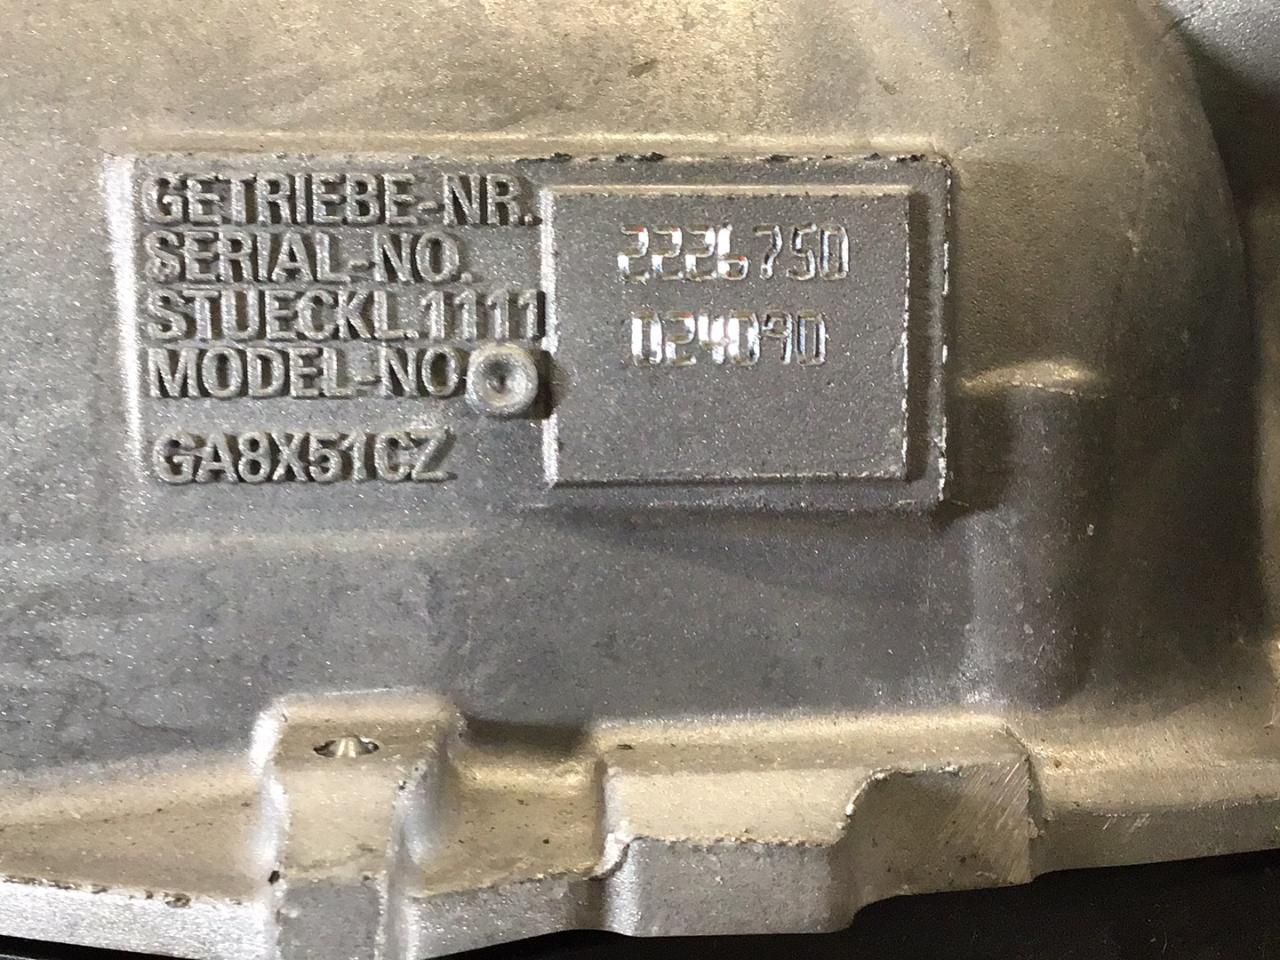 GETRIEBE-NR.
SERIAL-NO.
2226750
STUECKL.1111
MODEL-NO
024090
GA8X51CZ